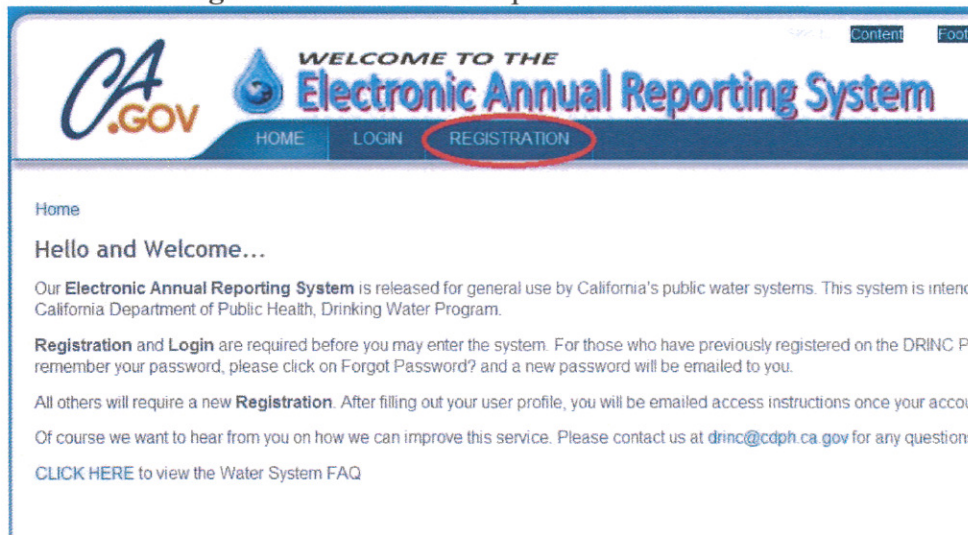 Content Foot
CA
.GOV
WELCOME TO THE
Electronic Annual Reporting System
HOME LOGIN REGISTRATION
Home
Hello and Welcome...
Our Electronic Annual Reporting System is released for general use by California's public water systems. This system is intend
California Department of Public Health, Drinking Water Program.
Registration and Login are required before you may enter the system. For those who have previously registered on the DRINC P
remember your password, please click on Forgot Password? and a new password will be emailed to you.
All others will require a new Registration. After filling out your user profile, you will be emailed access instructions once your accou
Of course we want to hear from you on how we can improve this service. Please contact us at drinc@cdph.ca.gov for any question
CLICK HERE to view the Water System FAQ